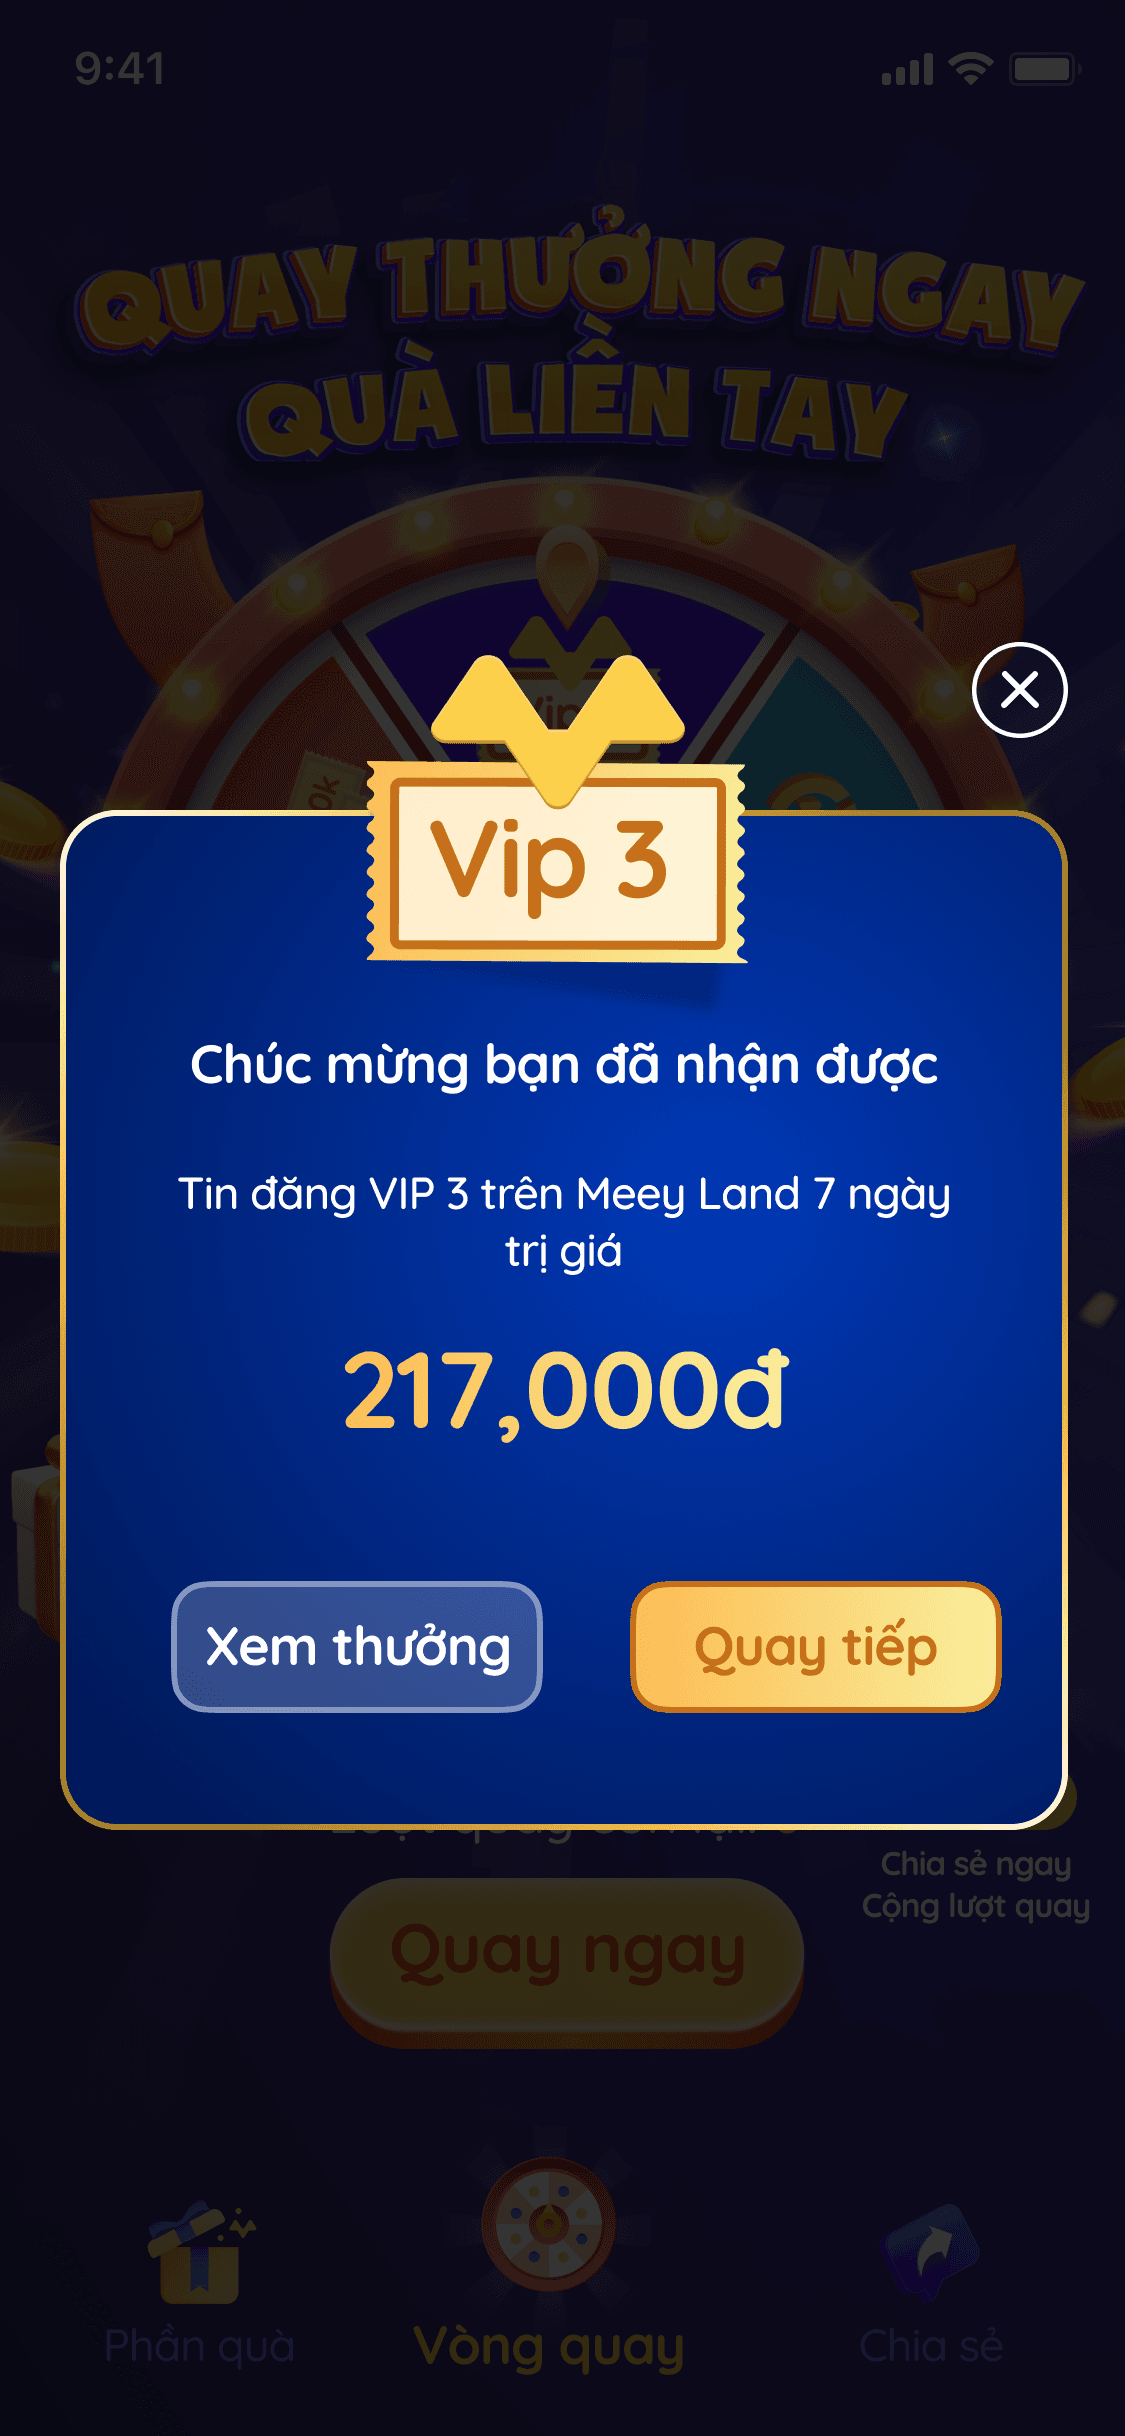 9:41
QUAY THƯỞNG NGAY
QUÀ LIỀN TAY
Vip 3
Chúc mừng bạn đã nhận được
Tin đăng VIP 3 trên Meey Land 7 ngày
trị giá
217,000đ
Xem thưởng
Quay tiếp
Chia sẻ ngay
Cộng lượt quay
Quay ngay
Phần quà
Vòng quay
Chia sẻ